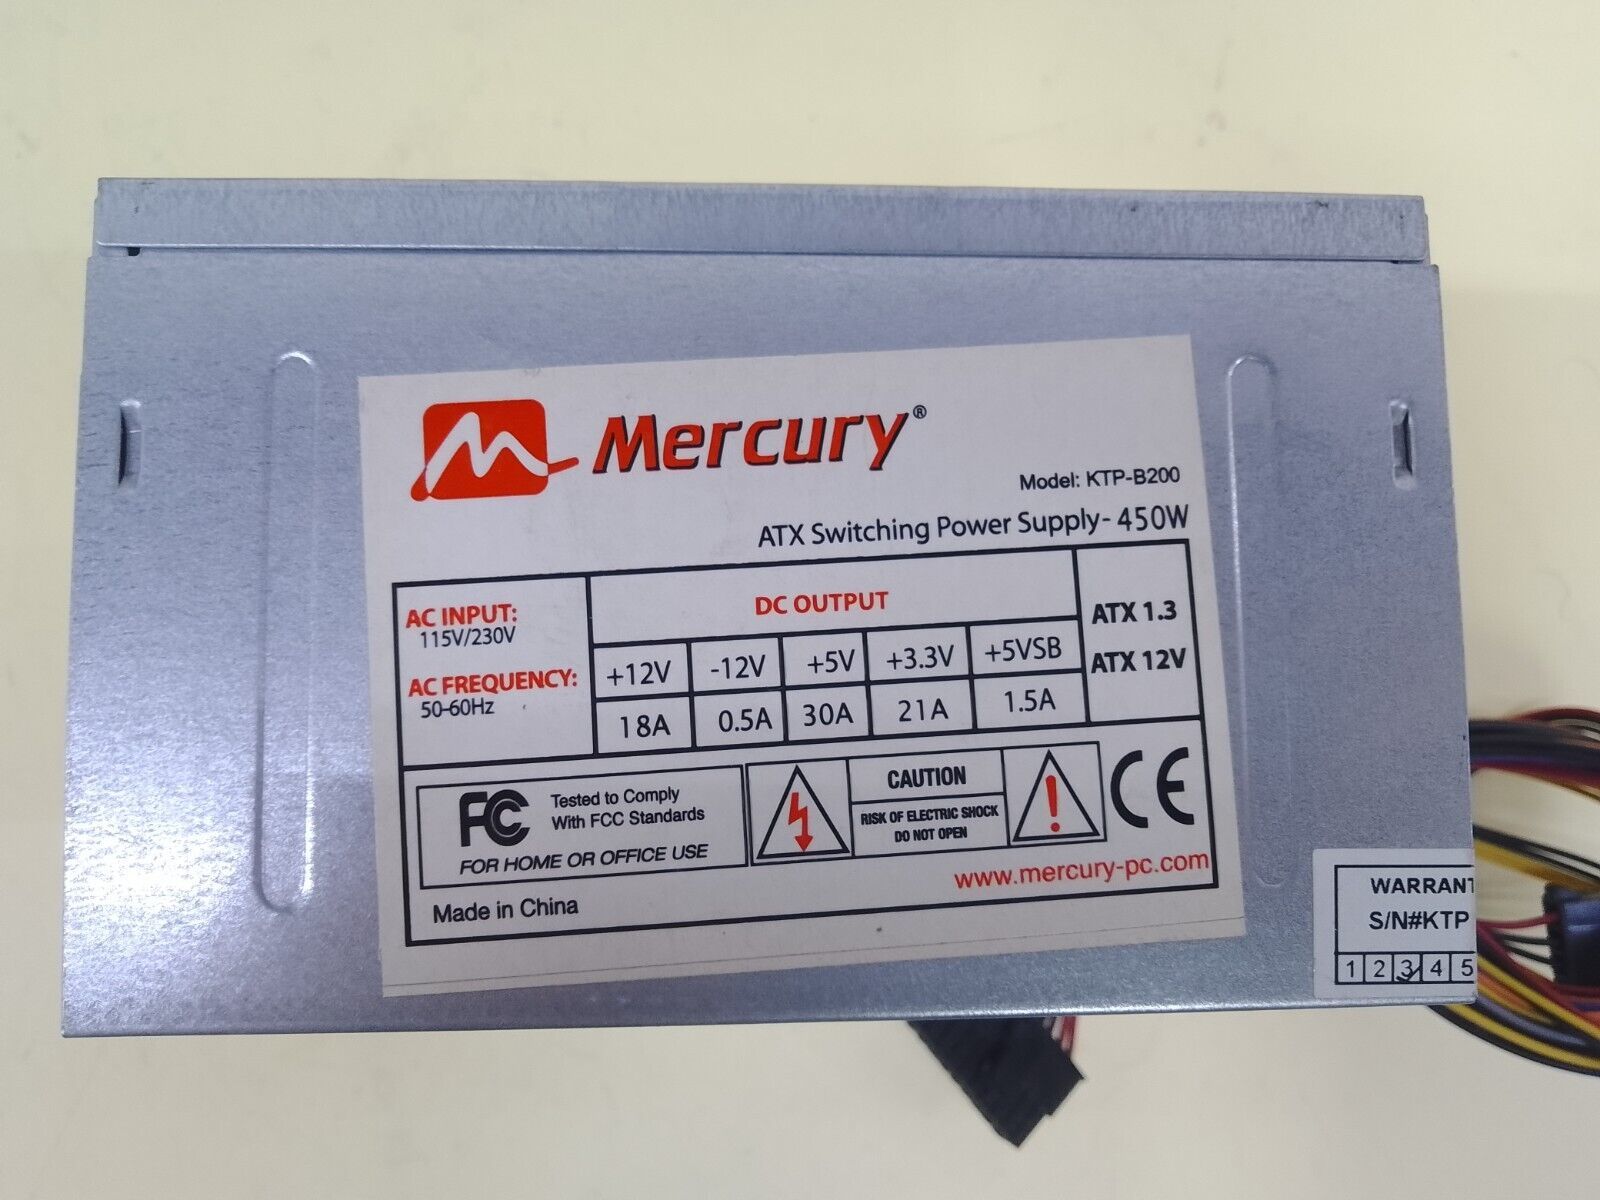 Mercury®
Model: KTP-B200
ATX Switching Power Supply- 450W
AC INPUT:
115V/230V
AC FREQUENCY:
50-60Hz
DC OUTPUT
+12V -12V +5V +3.3V +5VSB
18A 0.5A 30A 21A 1.5A
ATX 1.3
ATX 12V
FC
Tested to Comply
With FCC Standards
FOR HOME OR OFFICE USE
CAUTION
RISK OF ELECTRIC SHOCK
DO NOT OPEN
CE
www.mercury-pc.com
Made in China
WARRANT
S/N#KTP
1 2 3 4 5